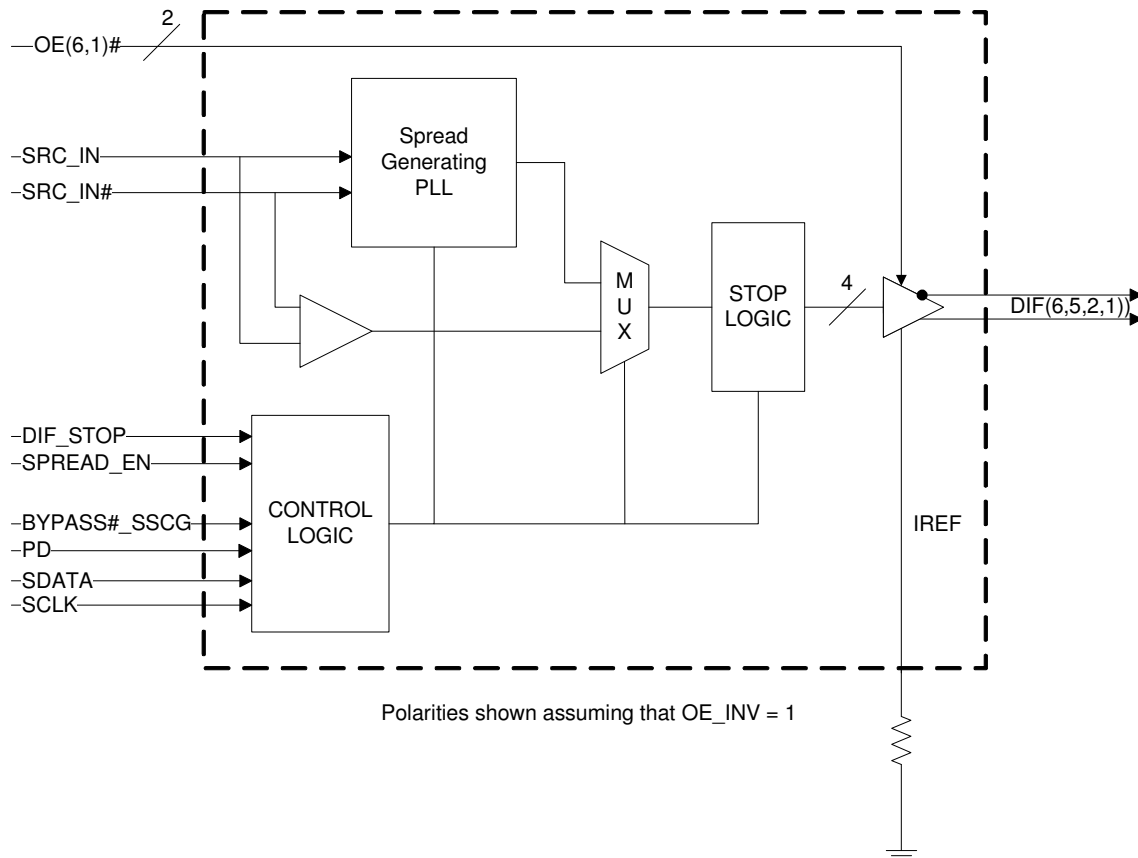 2
OE(6,1)#
Spread
Generating
PLL
SRC_IN
SRC_IN#
M
U
X
STOP
LOGIC
4
DIF(6,5,2,1))
DIF_STOP
SPREAD_EN
BYPASS#_SSCG
PD
SDATA
SCLK
CONTROL
LOGIC
IREF
Polarities shown assuming that OE_INV = 1